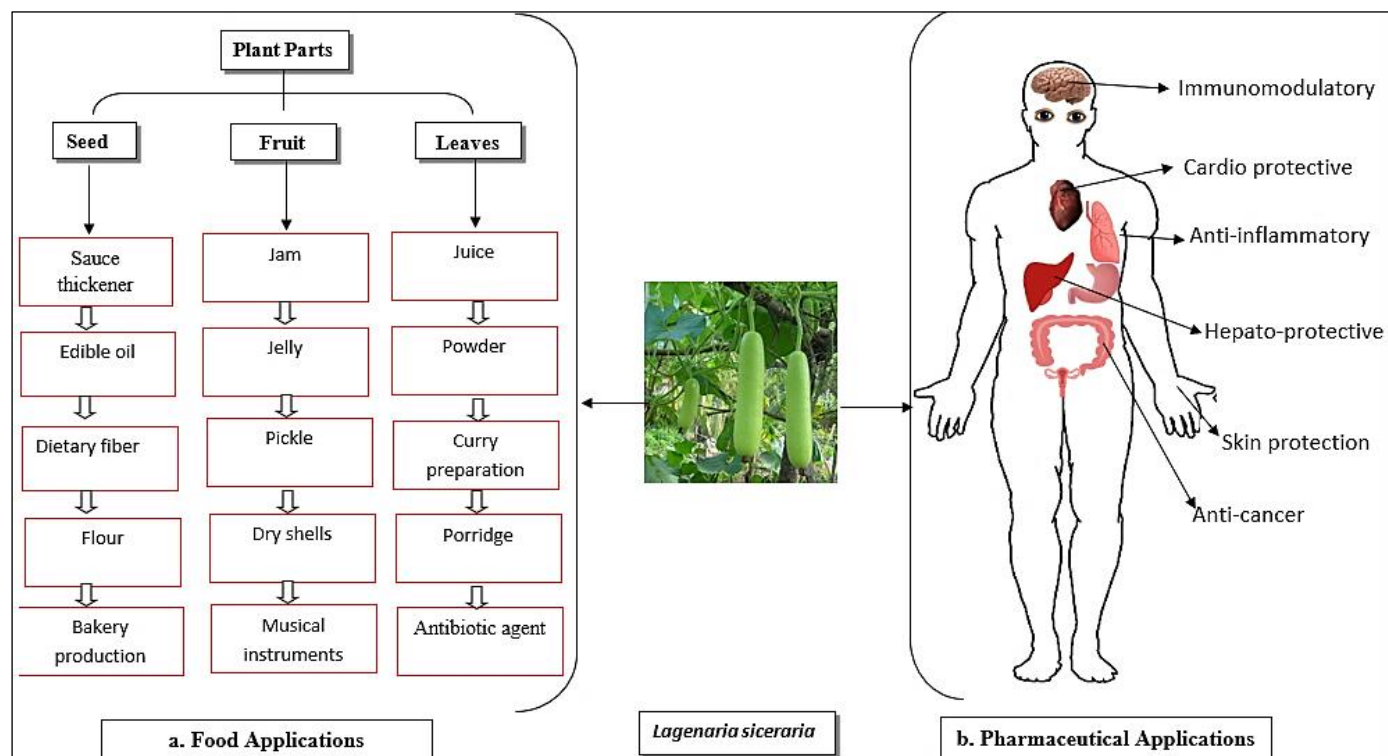 Plant Parts
Seed
Fruit
Leaves
Sauce
thickener
Edible oil
Dietary fiber
Flour
Bakery
production
Jam
Jelly
Pickle
Dry shells
Musical
instruments
Juice
Powder
Curry
preparation
Porridge
Antibiotic agent
a. Food Applications
Lagenaria siceraria
Immunomodulatory
Cardio protective
Anti-inflammatory
Hepato-protective
Skin protection
Anti-cancer
b. Pharmaceutical Applications